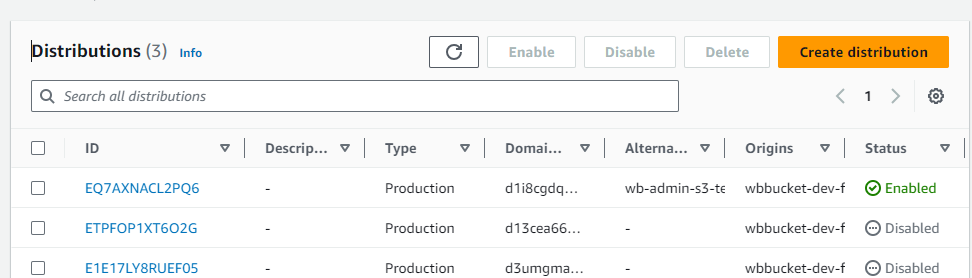 Distributions (3) Info Enable Disable Delete Create distribution
Search all distributions 1
ID Descrip... Type Domai... Alterna... Origins Status
EQ7AXNACL2PQ6 - Production d1i8cgdq... wb-admin-s3-te wbbucket-dev-f Enabled
ETPFOP1XT6O2G - Production d13cea66... - wbbucket-dev-f Disabled
E1E17LY8RUEF05 - Production d3umgma... - wbbucket-dev-f Disabled